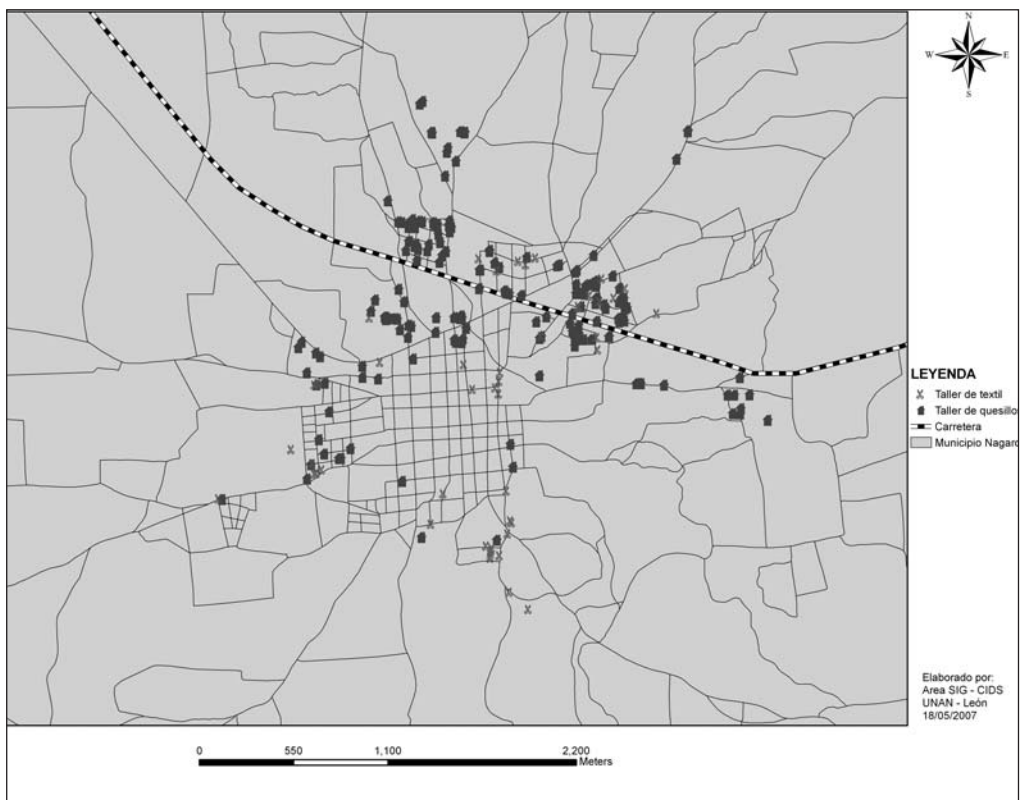 N
W E
S
LEYENDA
Taller de textil
Taller de quesillo
Carretera
Municipio Nagaro
Elaborado por:
Area SIG - CIDS
UNAN - León
18/05/2007
0 550 1,100 2,200
Meters